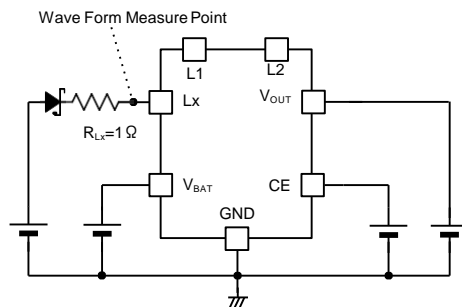 Wave Form Measure Point
L1
L2
Lx
VOUT
RLx=1Ω
VBAT
CE
GND